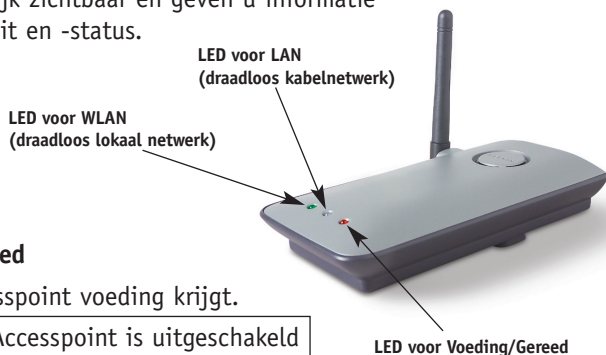 jk zichtbaar en geven u informatie
it en -status.
LED voor LAN
(draadloos kabelnetwerk)
LED voor WLAN
(draadloos lokaal netwerk)
ed
sspoint voeding krijgt.
Accesspoint is uitgeschakeld
LED voor Voeding/Gereed